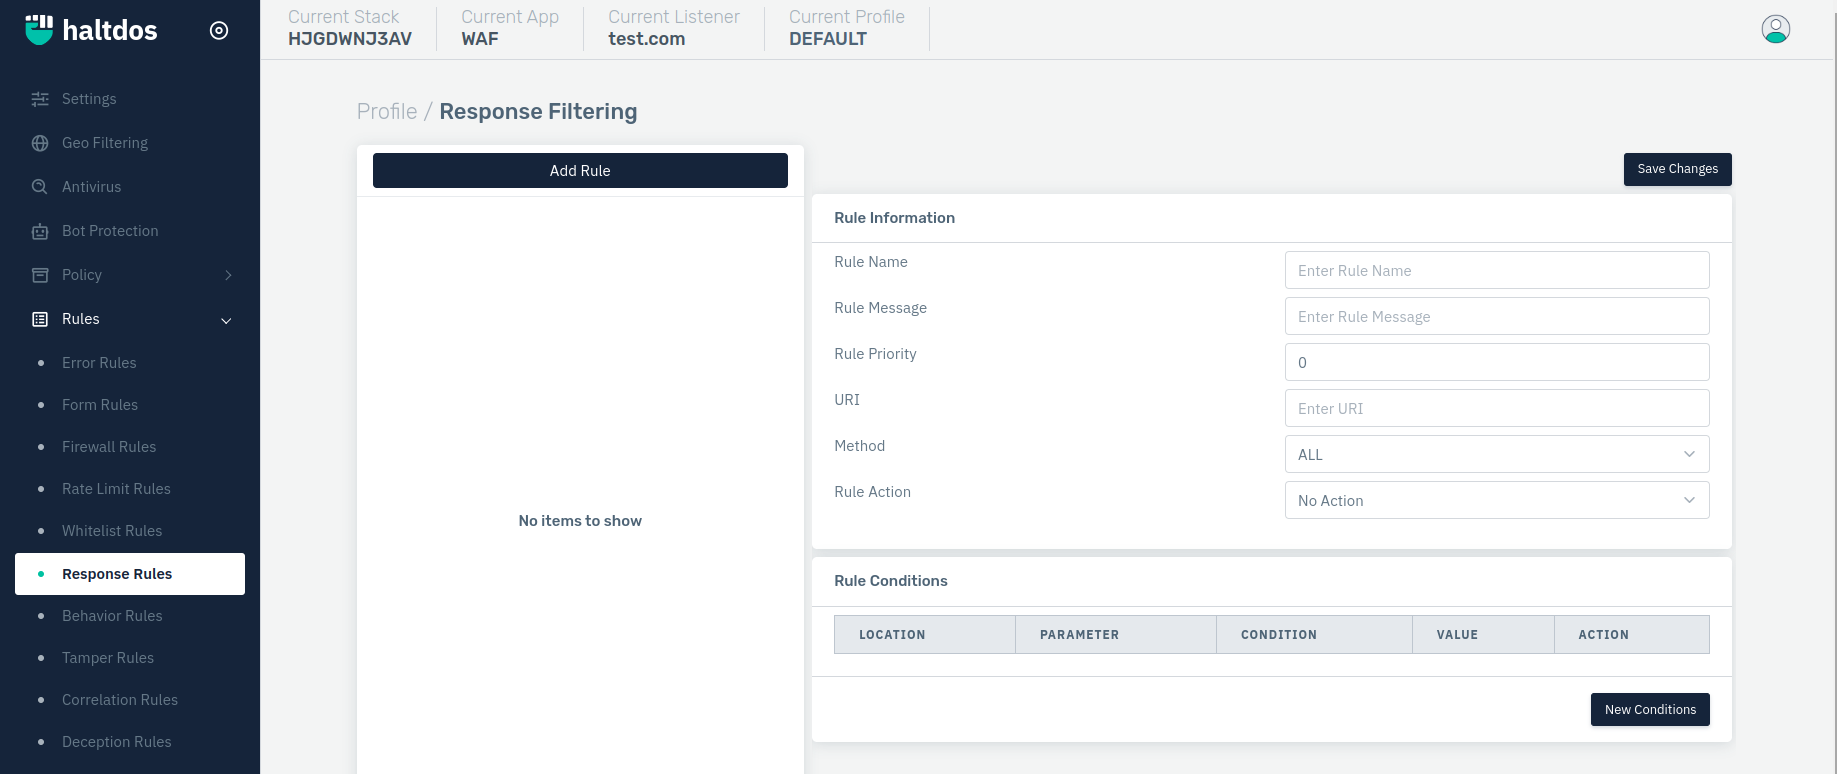 haltdos
Current Stack
HJGDWNJ3AV
Current App
WAF
Current Listener
test.com
Current Profile
DEFAULT
Settings
Geo Filtering
Antivirus
Bot Protection
Policy
Rules
Error Rules
Form Rules
Firewall Rules
Rate Limit Rules
Whitelist Rules
Response Rules
Behavior Rules
Tamper Rules
Correlation Rules
Deception Rules
Profile / Response Filtering
Add Rule
No items to show
Save Changes
Rule Information
Rule Name
Enter Rule Name
Rule Message
Enter Rule Message
Rule Priority
0
URI
Enter URI
Method
ALL
Rule Action
No Action
Rule Conditions
LOCATION PARAMETER CONDITION VALUE ACTION
New Conditions